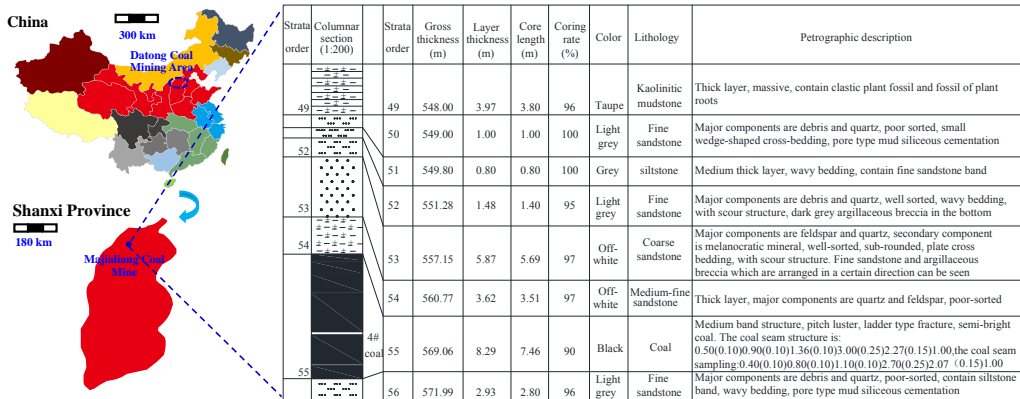 China
300 km
Datong Coal
Mining Area
Shanxi Province
180 km
Majialiang Coal
Mine
Strata order Columnar section (1:200) Strata order Gross thickness (m) Layer thickness (m) Core length (m) Coring rate (%) Color Lithology Petrographic description
49 49 548.00 3.97 3.80 96 Taupe Kaolinitic mudstone Thick layer, massive, contain clastic plant fossil and fossil of plant
roots
50 549.00 1.00 1.00 100 Light grey Fine sandstone Major components are debris and quartz, poor sorted, small
wedge-shaped cross-bedding, pore type mud siliceous cementation
52 51 549.80 0.80 0.80 100 Grey siltstone Medium thick layer, wavy bedding, contain fine sandstone band
52 551.28 1.48 1.40 95 Light grey Fine sandstone Major components are debris and quartz, well sorted, wavy bedding,
with scour structure, dark grey argillaceous breccia in the bottom
53 53 557.15 5.87 5.69 97 Off-white Coarse sandstone Major components are feldspar and quartz, secondary component
is melanocratic mineral, well-sorted, sub-rounded, plate cross
bedding, with scour structure. Fine sandstone and argillaceous
breccia which are arranged in a certain direction can be seen
54 54 560.77 3.62 3.51 97 Off-white Medium-fine sandstone Thick layer, major components are quartz and feldspar, poor-sorted
55 4# coal 55 569.06 8.29 7.46 90 Black Coal Medium band structure, pitch luster, ladder type fracture, semi-bright
coal. The coal seam structure is:
0.50(0.10)0.90(0.10)1.36(0.10)3.00(0.25)2.27(0.15)1.00,the coal seam
sampling:0.40(0.10)0.80(0.10)1.10(0.10)2.70(0.25)2.07（0.15)1.00
56 571.99 2.93 2.80 96 Light grey Fine sandstone Major components are debris and quartz, poor-sorted, contain siltstone
band, wavy bedding, pore type mud siliceous cementation